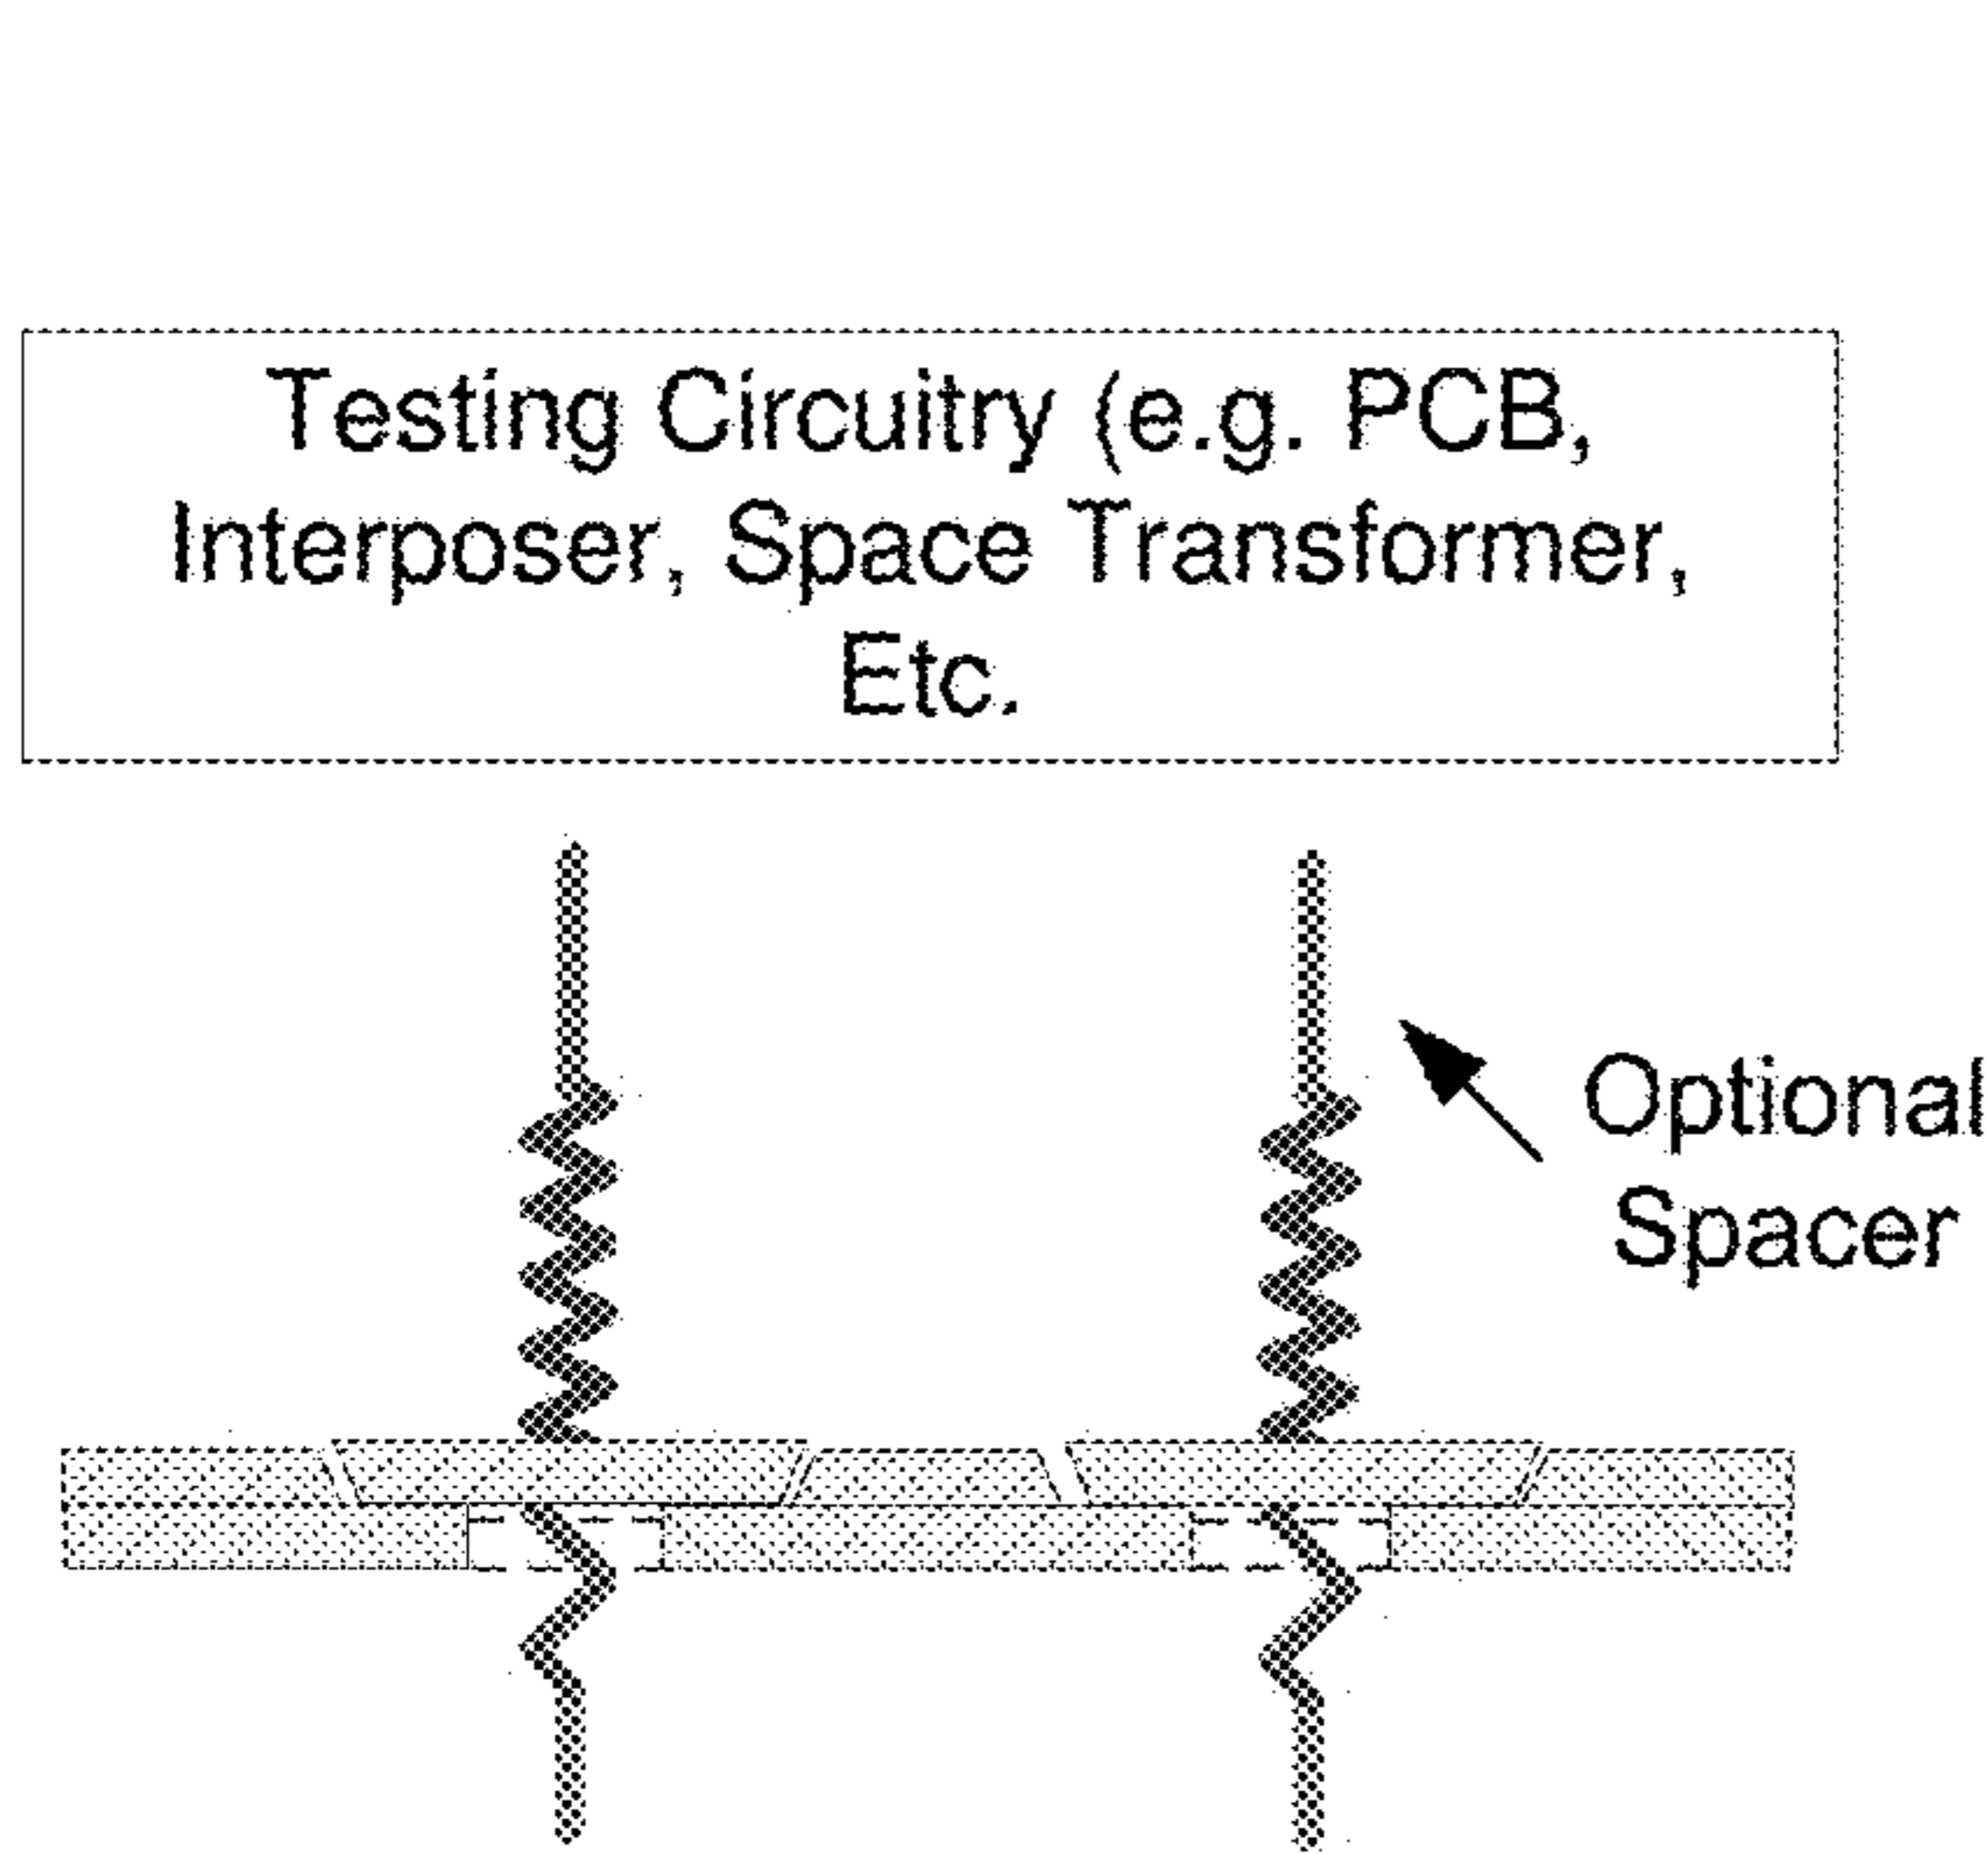 Testing Circuitry (e.g. PCB,
Interposer, Space Transformer,
Etc.
Optional
Spacer